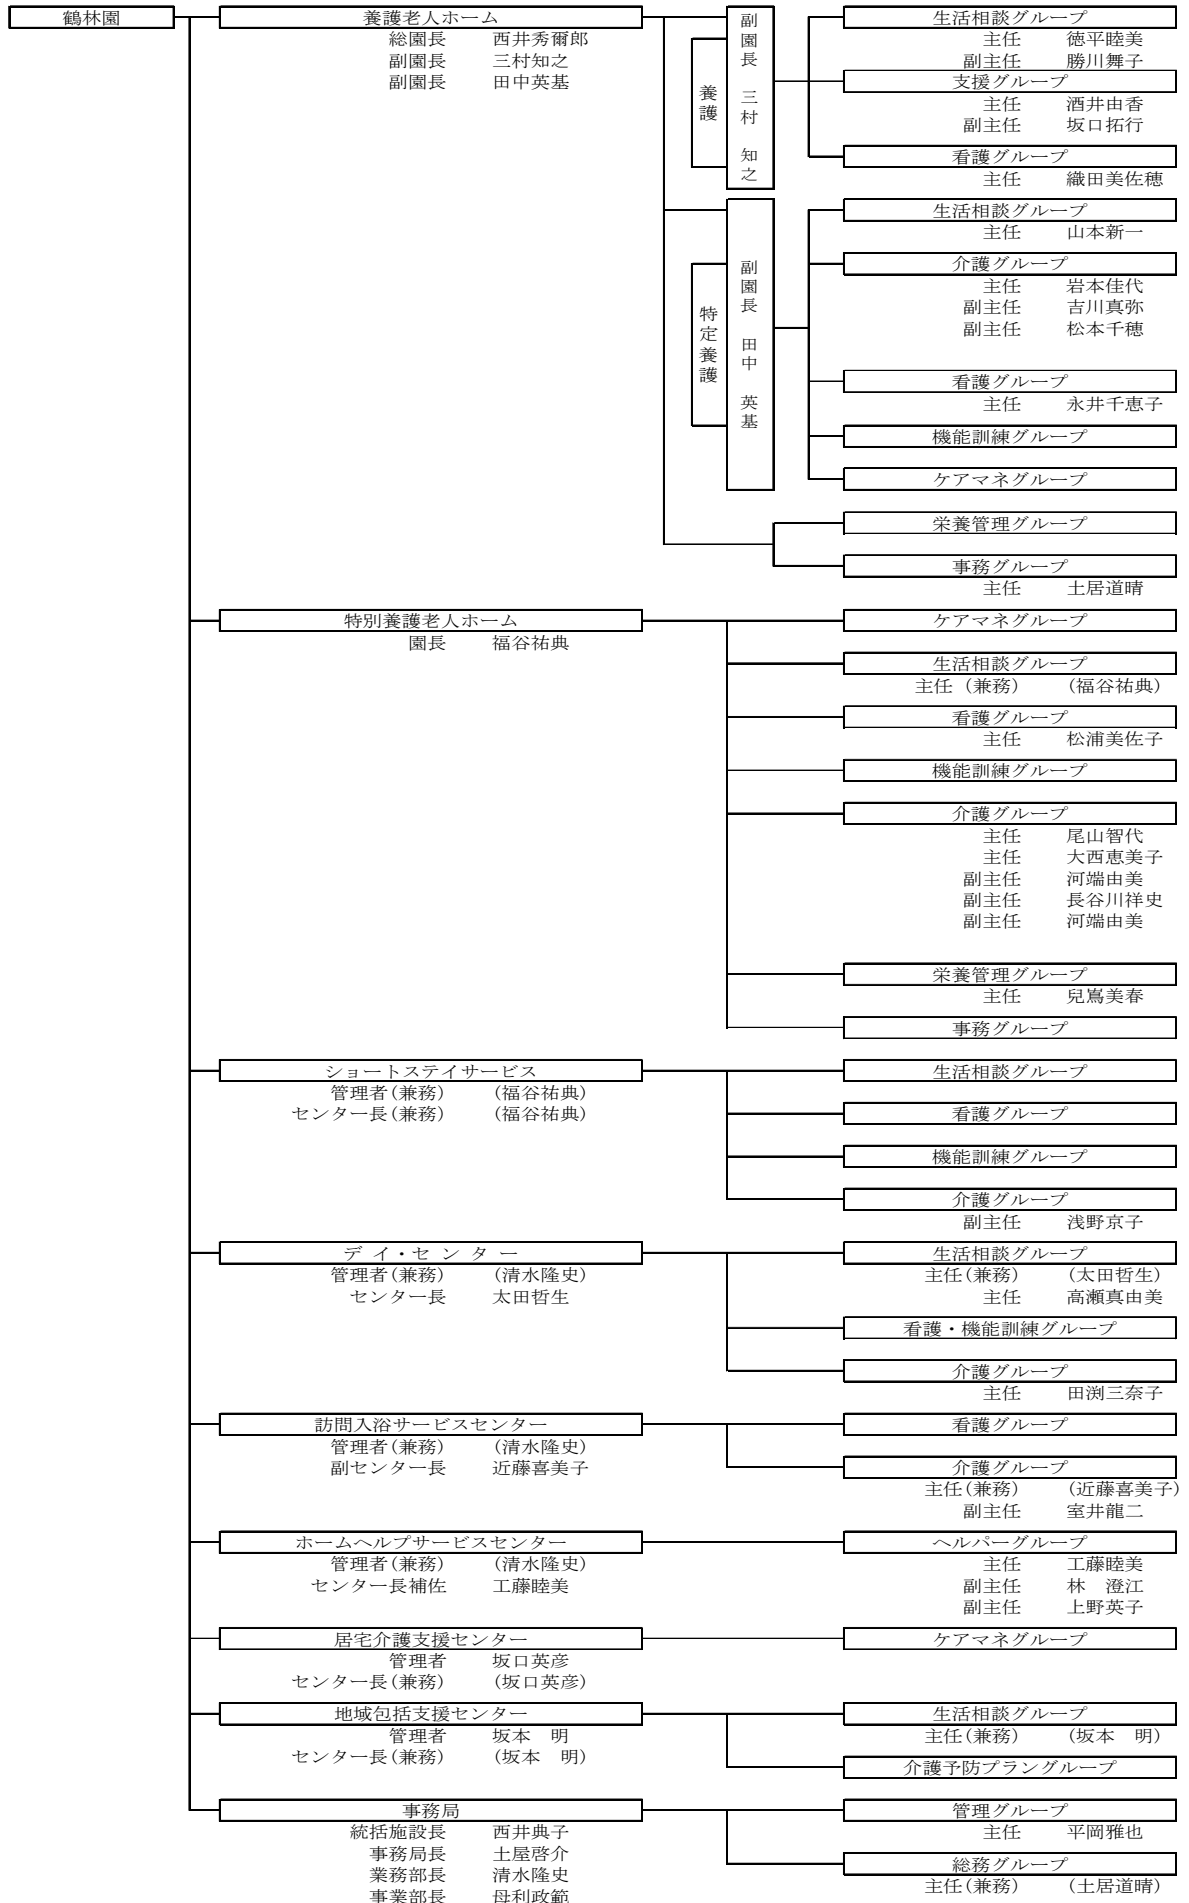 鶴林園
養護老人ホーム
総園長　西井秀爾郎
副園長　三村知之
副園長　田中英基
養護
副園長　三村　知之
生活相談グループ
主任　徳平睦美
副主任　勝川舞子
支援グループ
主任　酒井由香
副主任　坂口拓行
看護グループ
主任　織田美佐穂
特定養護
副園長　田中　英基
生活相談グループ
主任　山本新一
介護グループ
主任　岩本佳代
副主任　吉川真弥
副主任　松本千穂
看護グループ
主任　永井千恵子
機能訓練グループ
ケアマネグループ
栄養管理グループ
事務グループ
主任　土居道晴
特別養護老人ホーム
園長　福谷祐典
ケアマネグループ
生活相談グループ
主任（兼務）　（福谷祐典）
看護グループ
主任　松浦美佐子
機能訓練グループ
介護グループ
主任　尾山智代
主任　大西恵美子
副主任　河端由美
副主任　長谷川祥史
副主任　河端由美
栄養管理グループ
主任　兒嶌美春
事務グループ
ショートステイサービス
管理者(兼務)　（福谷祐典）
センター長(兼務)　（福谷祐典）
生活相談グループ
看護グループ
機能訓練グループ
介護グループ
副主任　浅野京子
デ イ・セ ン タ ー
管理者(兼務)　（清水隆史）
センター長　太田哲生
生活相談グループ
主任(兼務)　（太田哲生）
主任　高瀬真由美
看護・機能訓練グループ
介護グループ
主任　田渕三奈子
訪問入浴サービスセンター
管理者(兼務)　（清水隆史）
副センター長　近藤喜美子
看護グループ
介護グループ
主任(兼務)　（近藤喜美子）
副主任　室井龍二
ホームヘルプサービスセンター
管理者(兼務)　（清水隆史）
センター長補佐　工藤睦美
ヘルパーグループ
主任　工藤睦美
副主任　林　澄江
副主任　上野英子
居宅介護支援センター
管理者　坂口英彦
センター長(兼務)　（坂口英彦）
ケアマネグループ
地域包括支援センター
管理者　坂本　明
センター長(兼務)　（坂本　明）
生活相談グループ
主任(兼務)　（坂本　明）
介護予防プラングループ
事務局
統括施設長　西井典子
事務局長　土屋啓介
業務部長　清水隆史
事業部長　母利政範
管理グループ
主任　平岡雅也
総務グループ
主任(兼務)　（土居道晴）